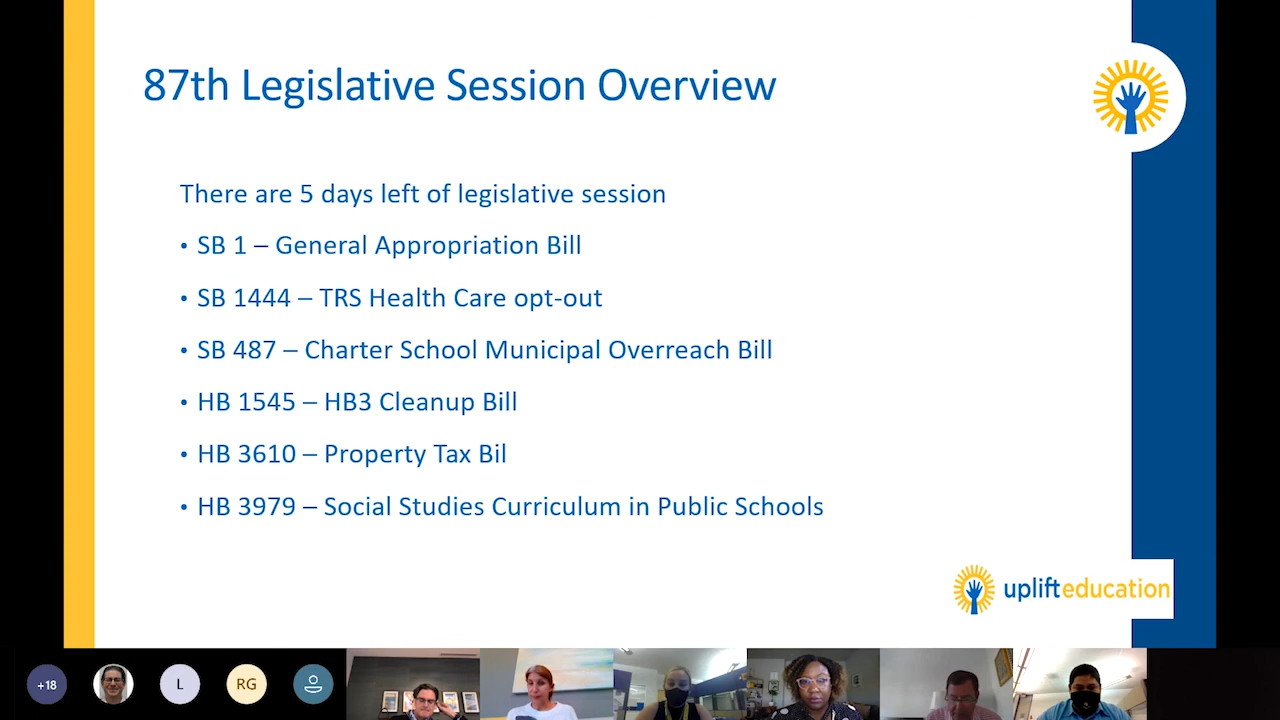 87th Legislative Session Overview
There are 5 days left of legislative session
• SB 1 – General Appropriation Bill
• SB 1444 – TRS Health Care opt-out
• SB 487 – Charter School Municipal Overreach Bill
• HB 1545 – HB3 Cleanup Bill
• HB 3610 – Property Tax Bil
• HB 3979 – Social Studies Curriculum in Public Schools
uplifteducation
+18
L
RG